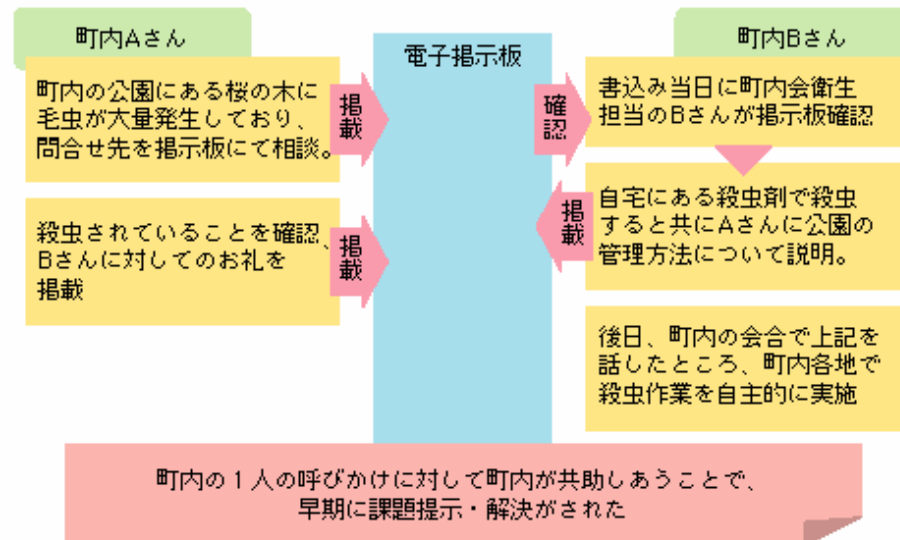 町内Aさん
町内の公園にある桜の木に
毛虫が大量発生しており、
問合せ先を掲示板にて相談。
掲載
殺虫されていることを確認、
Bさんに対してのお礼を
掲載
掲載
電子掲示板
町内Bさん
確認
書込み当日に町内会衛生
担当のBさんが掲示板確認
掲載
自宅にある殺虫剤で殺虫
すると共にAさんに公園の
管理方法について説明。
後日、町内の会合で上記を
話したところ、町内各地で
殺虫作業を自主的に実施
町内の1人の呼びかけに対して町内が共助しあうことで、
早期に課題提示・解決がされた